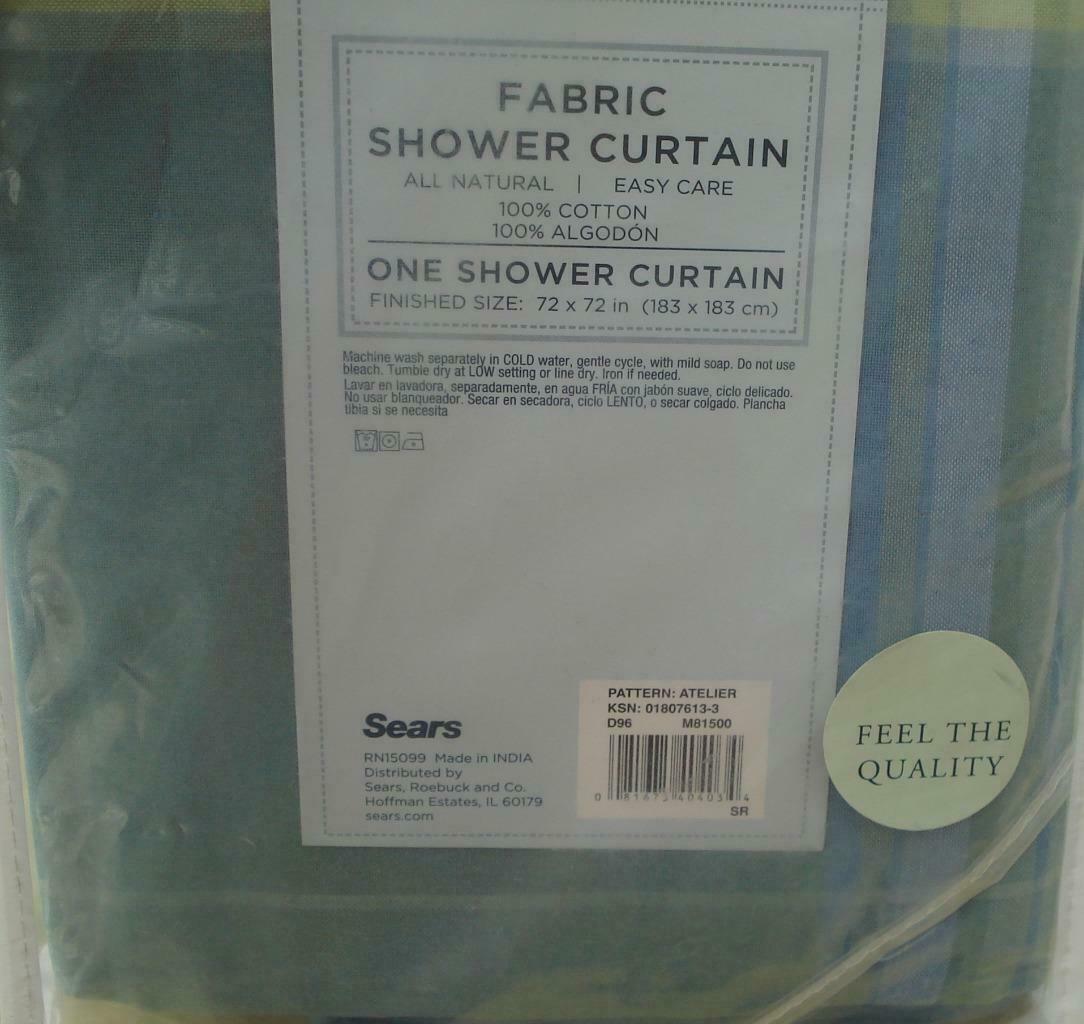 FABRIC
SHOWER CURTAIN
ALL NATURAL | EASY CARE
100% COTTON
100% ALGODÓN
ONE SHOWER CURTAIN
FINISHED SIZE: 72 x 72 in (183 x 183 cm)
Machine wash separately in COLD water, gentle cycle, with mild soap. Do not use
bleach. Tumble dry at LOW setting or line dry. Iron if needed.
Lavar en lavadora, separadamente, en agua FRÍA con jabón suave, ciclo delicado.
No usar blanqueador. Secar en secadora, ciclo LENTO, o secar colgado. Plancha
tibia si se necesita
Sears
RN15099 Made in INDIA
Distributed by
Sears, Roebuck and Co.
Hoffman Estates, IL 60179
sears.com
PATTERN: ATELIER
KSN: 01807613-3
D96 M81500
0 81673 40403 4
SR
FEEL THE
QUALITY